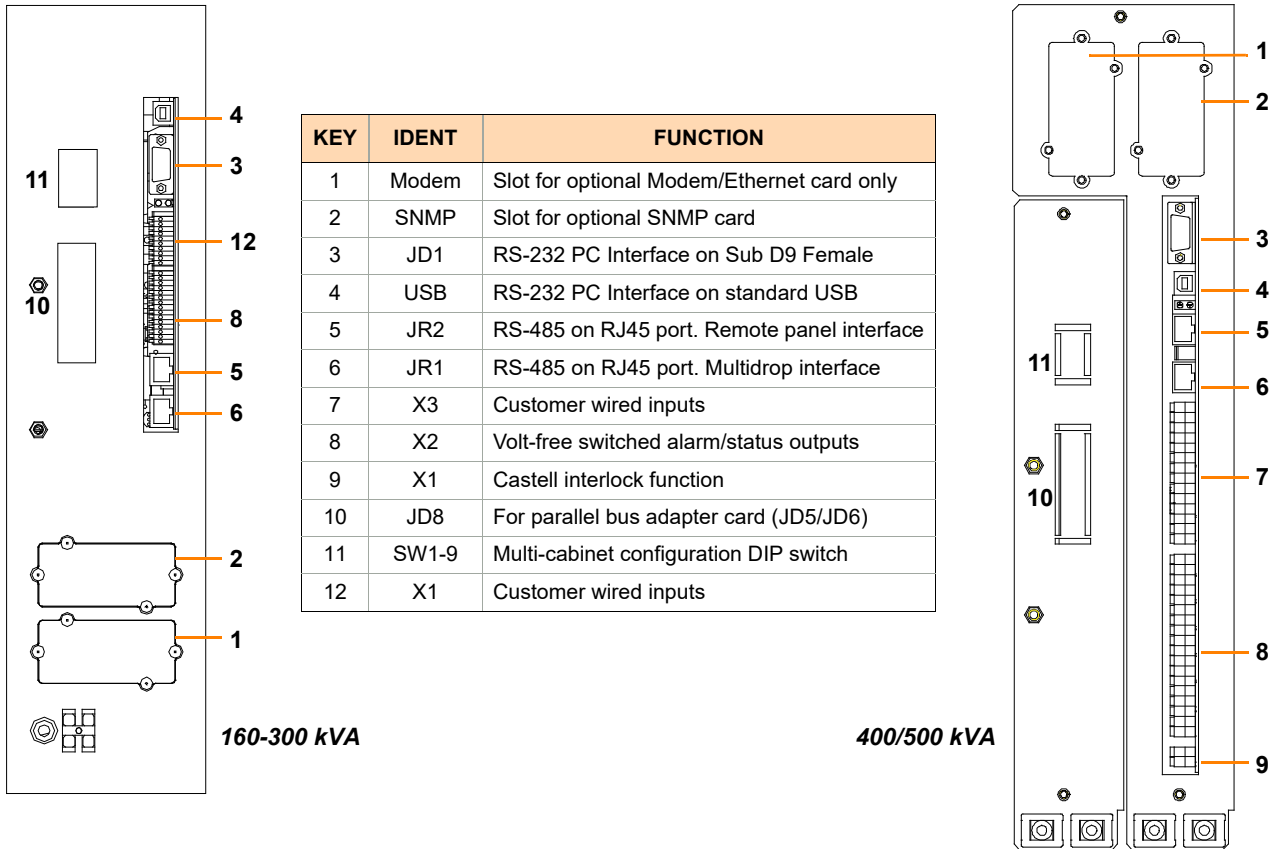 4
3
11
12
10
8
5
6
2
1
160-300 kVA
KEY IDENT FUNCTION
1 Modem Slot for optional Modem/Ethernet card only
2 SNMP Slot for optional SNMP card
3 JD1 RS-232 PC Interface on Sub D9 Female
4 USB RS-232 PC Interface on standard USB
5 JR2 RS-485 on RJ45 port. Remote panel interface
6 JR1 RS-485 on RJ45 port. Multidrop interface
7 X3 Customer wired inputs
8 X2 Volt-free switched alarm/status outputs
9 X1 Castell interlock function
10 JD8 For parallel bus adapter card (JD5/JD6)
11 SW1-9 Multi-cabinet configuration DIP switch
12 X1 Customer wired inputs
400/500 kVA
1
2
3
4
5
11
6
7
10
8
9